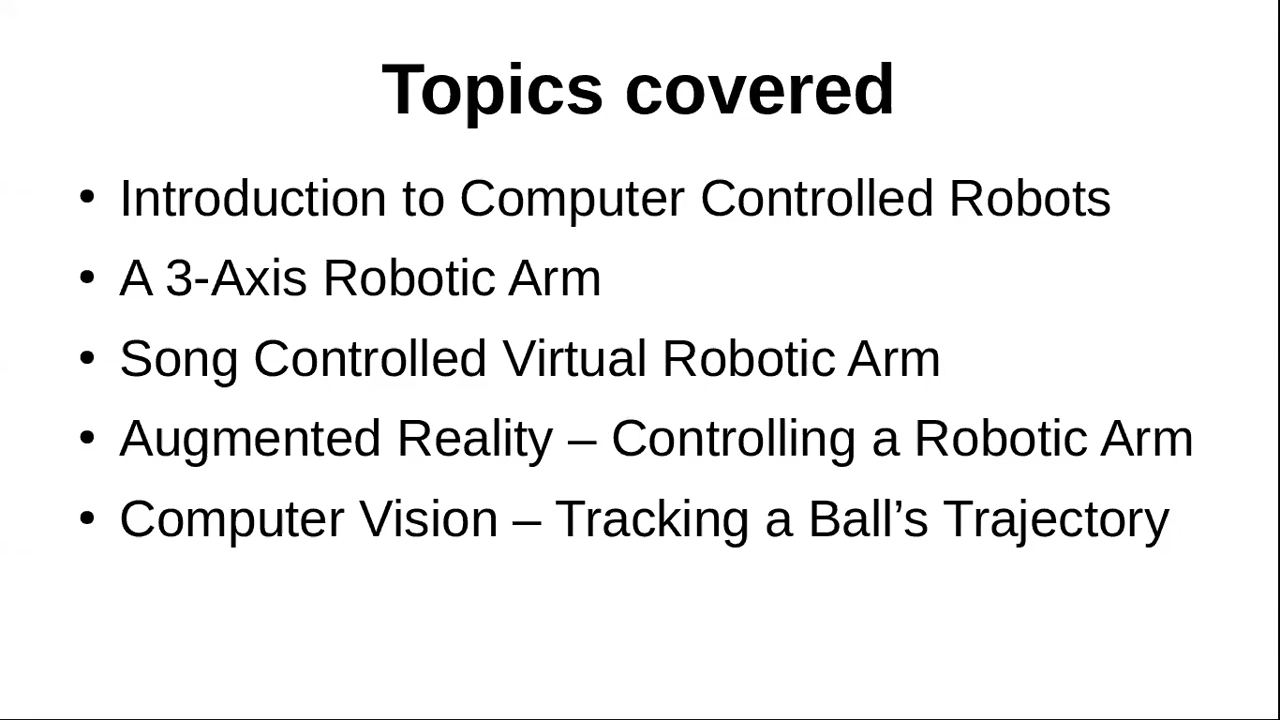 Topics covered
• Introduction to Computer Controlled Robots
• A 3-Axis Robotic Arm
• Song Controlled Virtual Robotic Arm
• Augmented Reality – Controlling a Robotic Arm
• Computer Vision – Tracking a Ball’s Trajectory